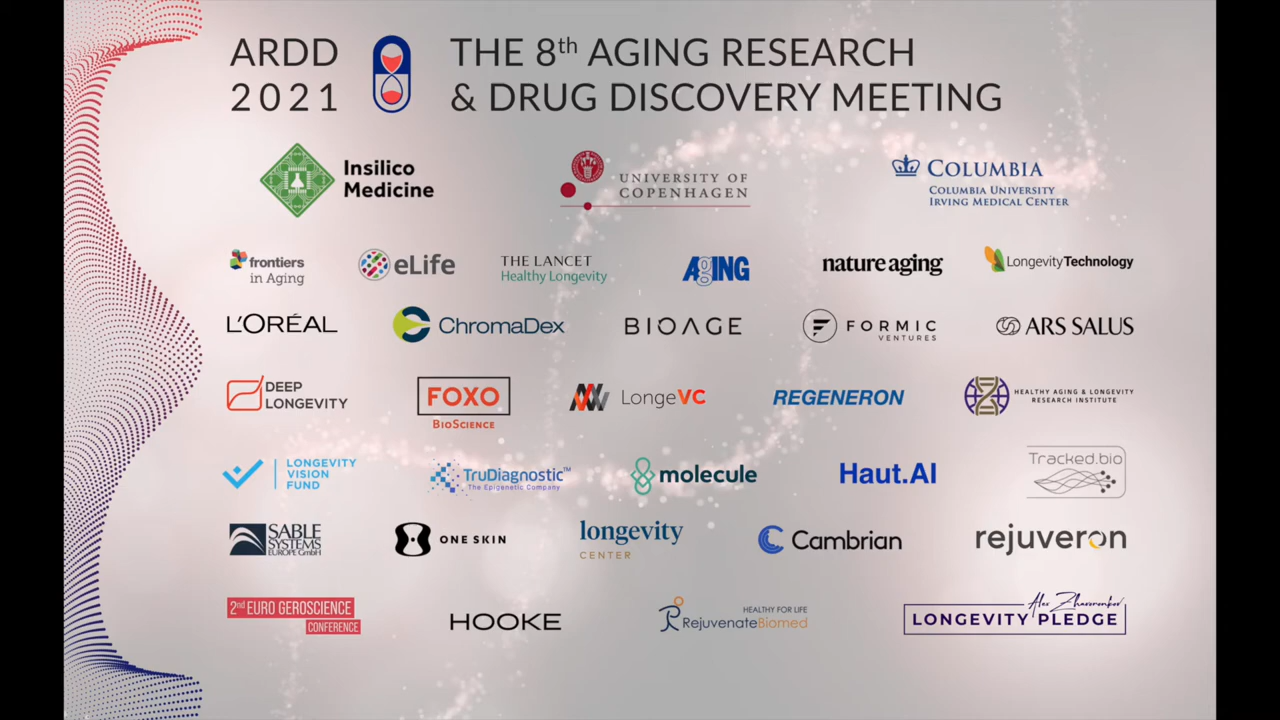 ARDD
2021
THE 8th AGING RESEARCH
& DRUG DISCOVERY MEETING
Insilico
Medicine
UNIVERSITY OF
COPENHAGEN
COLUMBIA
COLUMBIA UNIVERSITY
IRVING MEDICAL CENTER
frontiers
in Aging
eLife
THE LANCET
Healthy Longevity
AgING
nature aging
LongevityTechnology
L'ORÉAL
ChromaDex
BIOAGE
FORMIC
VENTURES
ARS SALUS
DEEP
LONGEVITY
FOXO
BIOSCIENCE
LongeVC
REGENERON
HEALTHY AGING & LONGEVITY
RESEARCH INSTITUTE
LONGEVITY
VISION
FUND
TruDiagnostic™
The Epigenetic Company
molecule
Haut.AI
Tracked.bio
SABLE
SYSTEMS
EUROPE GmbH
ONE SKIN
longevity
CENTER
Cambrian
rejuveron
2nd EURO GEROSCIENCE
CONFERENCE
HOOKE
HEALTHY FOR LIFE
RejuvenateBiomed
Alex Zhavoronkov
LONGEVITY PLEDGE